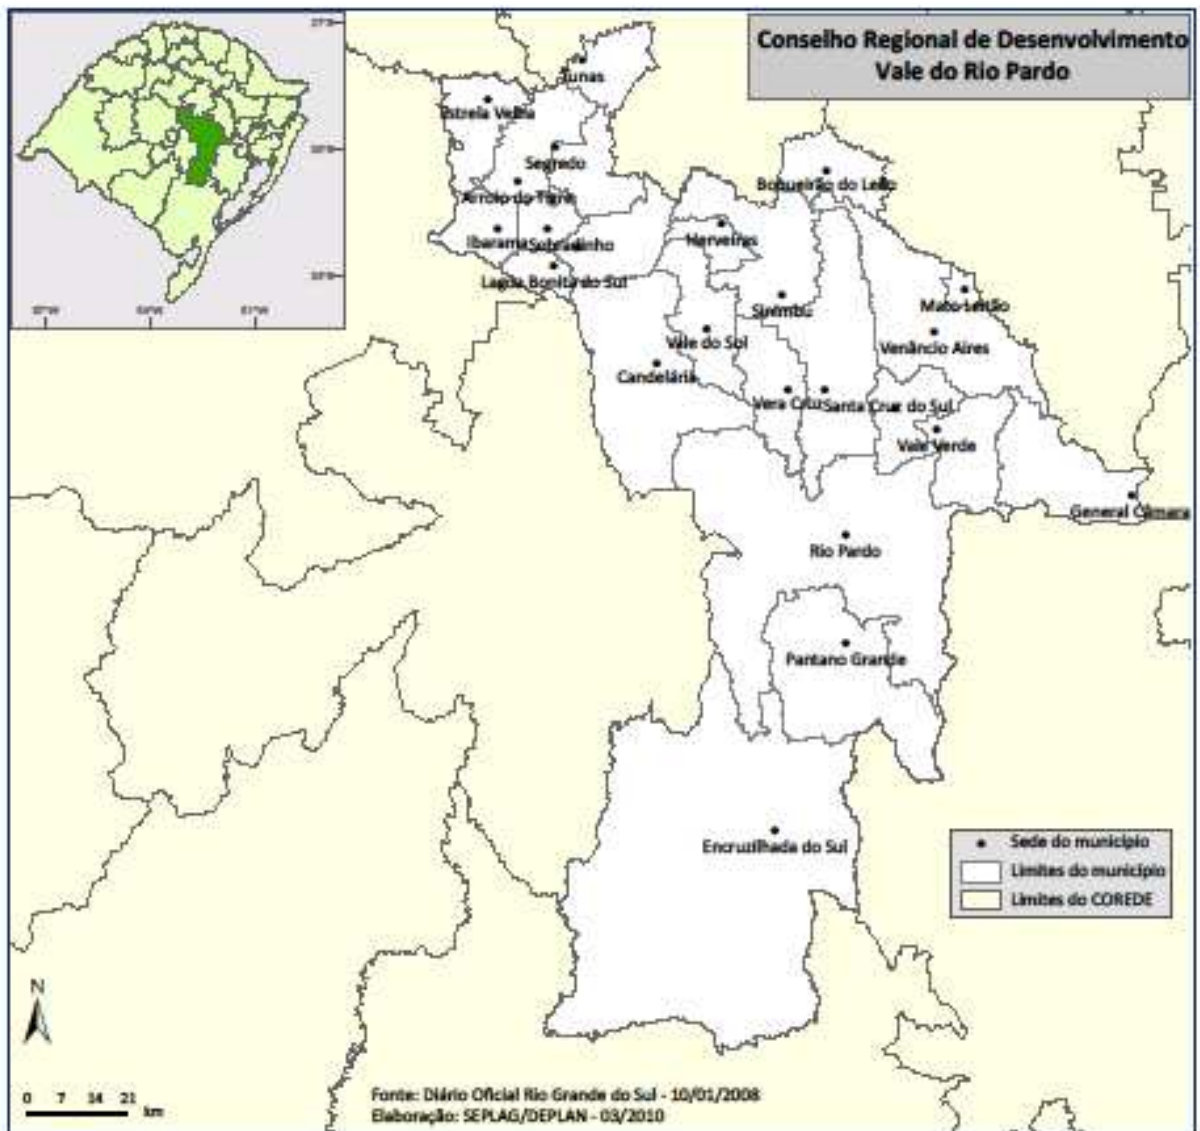 Conselho Regional de Desenvolvimento
Vale do Rio Pardo
Tunas
Estrela Velha
Segredo
Boqueirão do Leão
Arroio do Tigre
Ibarama
Sobradinho
Herveiras
Lagoa Bonita do Sul
Sinimbu
Mato Leitão
Vale do Sol
Venâncio Aires
Candelária
Vera Cruz
Santa Cruz do Sul
Vale Verde
General Câmara
Rio Pardo
Pantano Grande
Encruzilhada do Sul
Sede do município
Limites do município
Limites do COREDE
N
0 7 14 21
km
Fonte: Diário Oficial Rio Grande do Sul - 10/01/2008
Elaboração: SEPLAG/DEPLAN - 03/2010